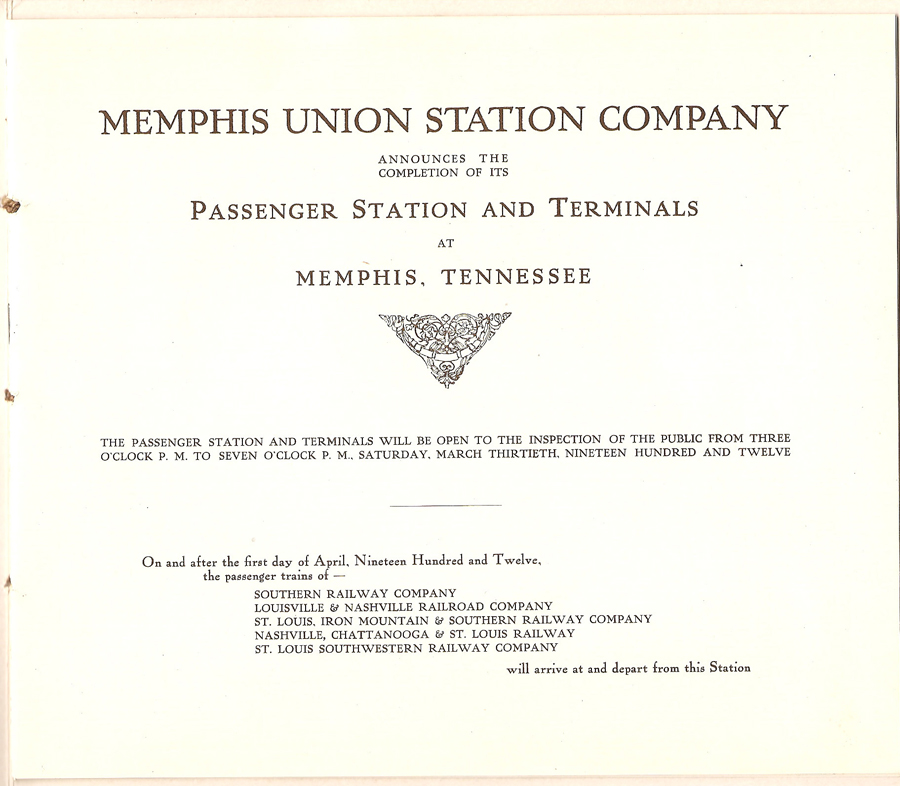 MEMPHIS UNION STATION COMPANY
ANNOUNCES THE
COMPLETION OF ITS
PASSENGER STATION AND TERMINALS
AT
MEMPHIS, TENNESSEE
THE PASSENGER STATION AND TERMINALS WILL BE OPEN TO THE INSPECTION OF THE PUBLIC FROM THREE
O'CLOCK P. M. TO SEVEN O'CLOCK P. M., SATURDAY, MARCH THIRTIETH, NINETEEN HUNDRED AND TWELVE
On and after the first day of April, Nineteen Hundred and Twelve,
the passenger trains of —
SOUTHERN RAILWAY COMPANY
LOUISVILLE & NASHVILLE RAILROAD COMPANY
ST. LOUIS, IRON MOUNTAIN & SOUTHERN RAILWAY COMPANY
NASHVILLE, CHATTANOOGA & ST. LOUIS RAILWAY
ST. LOUIS SOUTHWESTERN RAILWAY COMPANY
will arrive at and depart from this Station